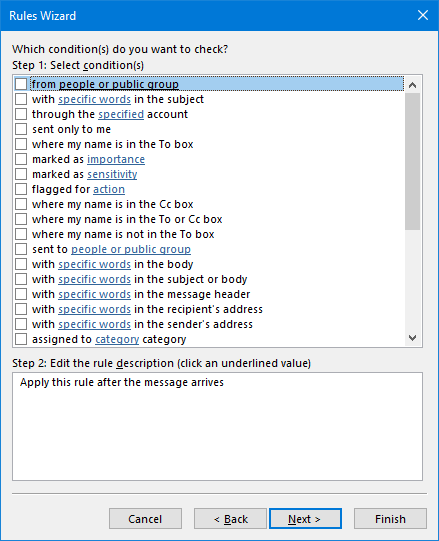 Rules Wizard
Which condition(s) do you want to check?
Step 1: Select condition(s)
from people or public group
with specific words in the subject
through the specified account
sent only to me
where my name is in the To box
marked as importance
marked as sensitivity
flagged for action
where my name is in the Cc box
where my name is in the To or Cc box
where my name is not in the To box
sent to people or public group
with specific words in the body
with specific words in the subject or body
with specific words in the message header
with specific words in the recipient's address
with specific words in the sender's address
assigned to category category
Step 2: Edit the rule description (click an underlined value)
Apply this rule after the message arrives
Cancel
< Back
Next >
Finish